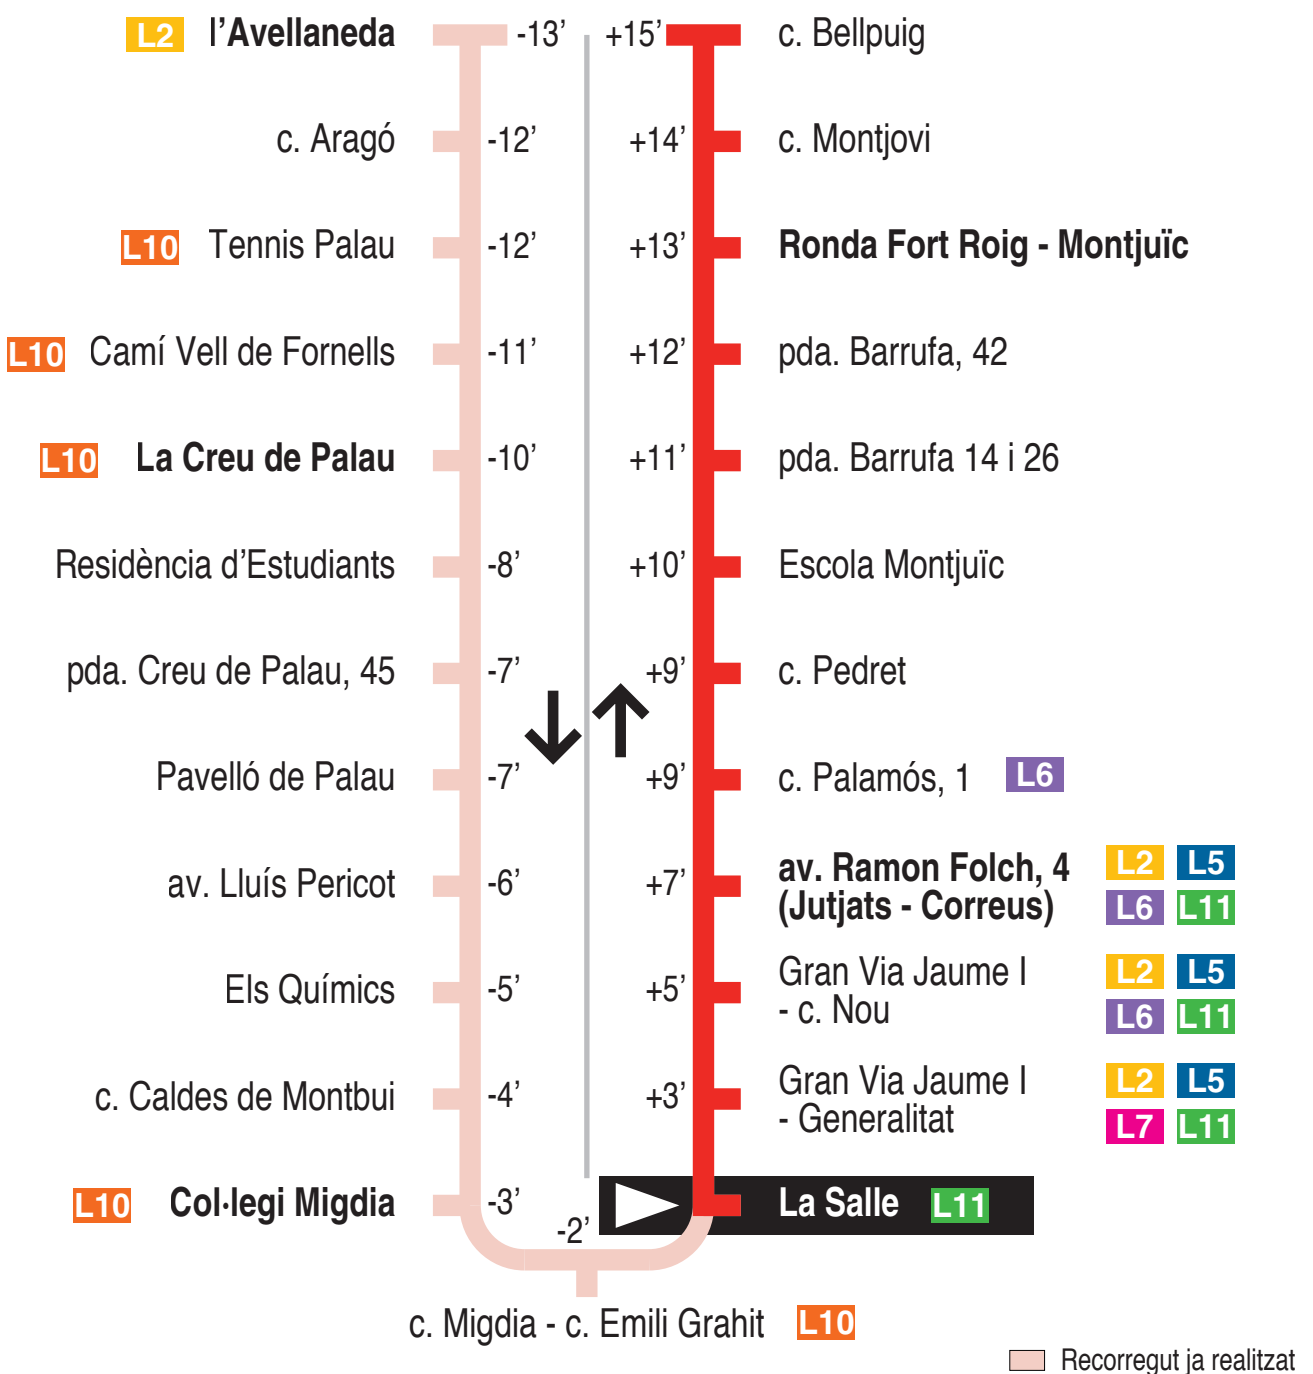 L2 l'Avellaneda -13' +15' c. Bellpuig
c. Aragó -12' +14' c. Montjovi
L10 Tennis Palau -12' +13' Ronda Fort Roig - Montjuïc
L10 Camí Vell de Fornells -11' +12' pda. Barrufa, 42
L10 La Creu de Palau -10' +11' pda. Barrufa 14 i 26
Residència d'Estudiants -8' +10' Escola Montjuïc
pda. Creu de Palau, 45 -7' +9' c. Pedret
Pavelló de Palau -7' +9' c. Palamós, 1 L6
av. Lluís Pericot -6' +7' av. Ramon Folch, 4 L2 L5
(Jutjats - Correus) L6 L11
Els Químics -5' +5' Gran Via Jaume I L2 L5
- c. Nou L6 L11
c. Caldes de Montbui -4' +3' Gran Via Jaume I L2 L5
- Generalitat L7 L11
L10 Col·legi Migdia -3' La Salle L11
-2'
c. Migdia - c. Emili Grahit L10
Recorregut ja realitzat